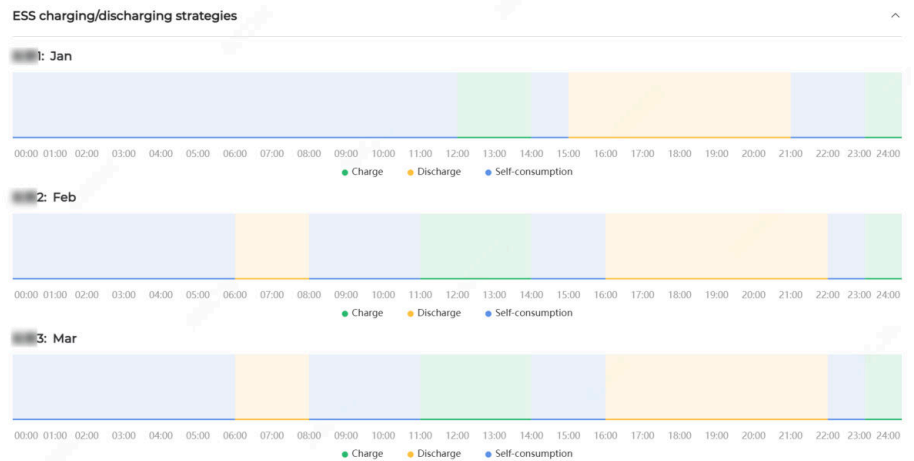 ESS charging/discharging strategies
1: Jan
00:00 01:00 02:00 03:00 04:00 05:00 06:00 07:00 08:00 09:00 10:00 11:00 12:00 13:00 14:00 15:00 16:00 17:00 18:00 19:00 20:00 21:00 22:00 23:00 24:00
Charge Discharge Self-consumption
2: Feb
00:00 01:00 02:00 03:00 04:00 05:00 06:00 07:00 08:00 09:00 10:00 11:00 12:00 13:00 14:00 15:00 16:00 17:00 18:00 19:00 20:00 21:00 22:00 23:00 24:00
Charge Discharge Self-consumption
3: Mar
00:00 01:00 02:00 03:00 04:00 05:00 06:00 07:00 08:00 09:00 10:00 11:00 12:00 13:00 14:00 15:00 16:00 17:00 18:00 19:00 20:00 21:00 22:00 23:00 24:00
Charge Discharge Self-consumption